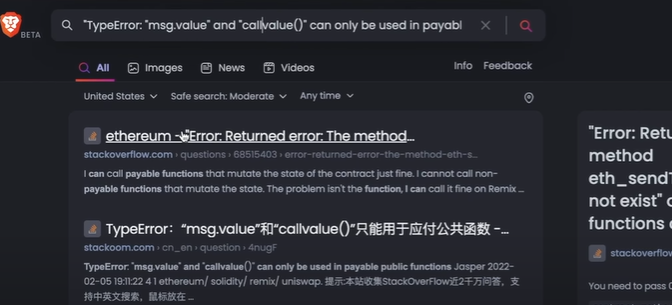 BETA
"TypeError: "msg.value" and "callvalue()" can only be used in payabl
All
Images
News
Videos
Info
Feedback
United States
Safe search: Moderate
Any time
ethereum - Error: Returned error: The method...
stackoverflow.com › questions › 68515403 › error-returned-error-the-method-eth-s...
I can call payable functions that mutate the state of the contract just fine. I cannot call non-
payable functions that mutate the state. The problem isn't the function, I can call it fine on Remix ...
TypeError：“msg.value”和“callvalue()”只能用于应付公共函数 -...
stackoom.com › cn_en › question › 4nugF
TypeError: "msg.value" and "callvalue()" can only be used in payable public functions Jasper 2022-
02-05 19:11:22 4 1 ethereum/ solidity/ remix/ uniswap. 提示:本站收集StackOverFlow近2千万问答，支
持中英文搜索，鼠标放在 ...
"Error: Retu
method
eth_sendT
not exist" o
functions o
stackoverflow
You need to pass t